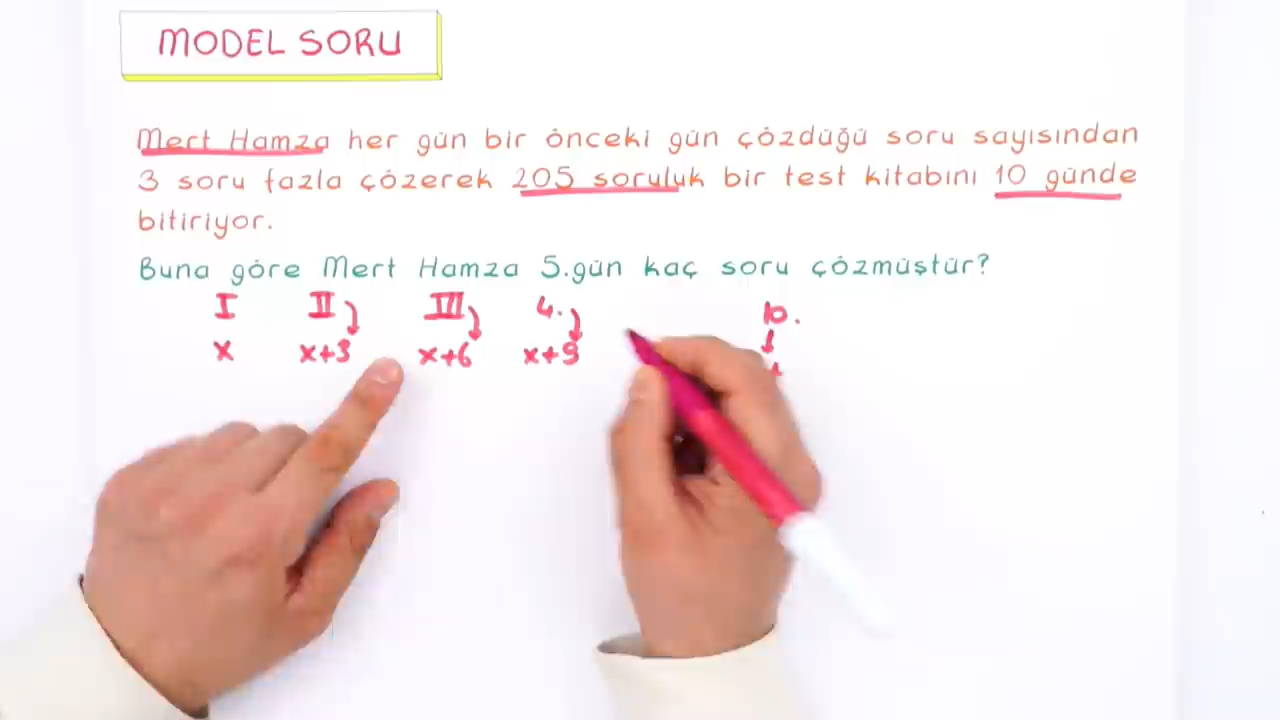 MODEL SORU
Mert Hamza her gün bir önceki gün çözdüğü soru sayısından
3 soru fazla çözerek 205 soruluk bir test kitabını 10 günde
bitiriyor.
Buna göre Mert Hamza 5.gün kaç soru çözmüştür?
I II III 4. 10.
x x+3 x+6 x+9